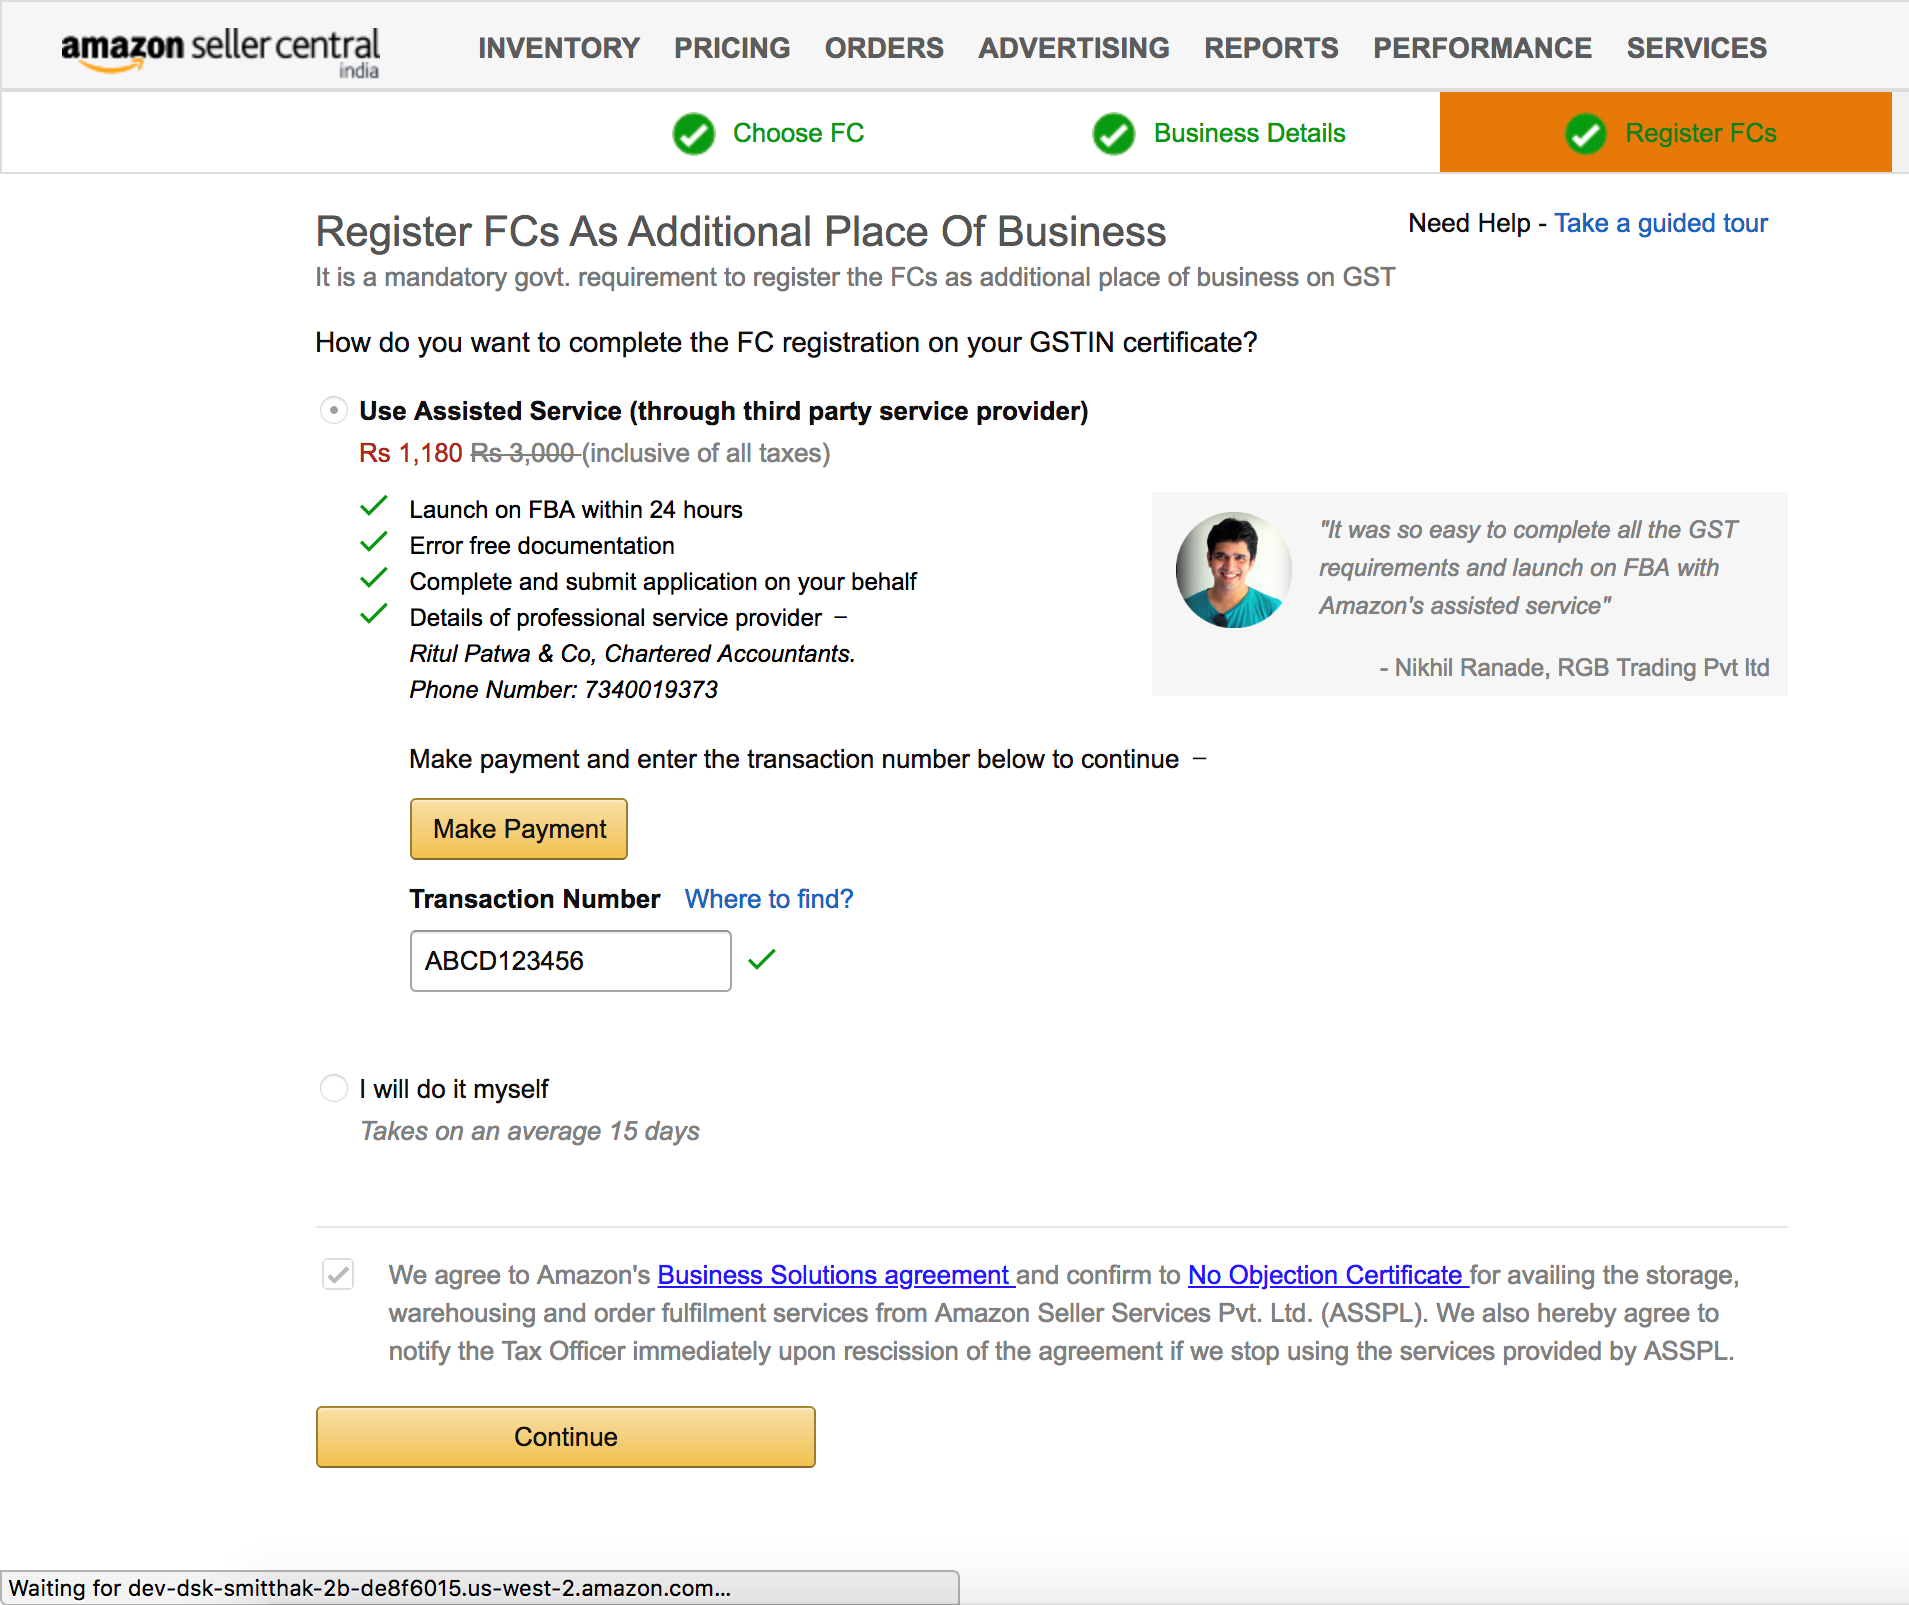 amazon seller central
india
INVENTORY PRICING ORDERS ADVERTISING REPORTS PERFORMANCE SERVICES
Choose FC
Business Details
Register FCs
Register FCs As Additional Place Of Business
Need Help - Take a guided tour
It is a mandatory govt. requirement to register the FCs as additional place of business on GST
How do you want to complete the FC registration on your GSTIN certificate?
Use Assisted Service (through third party service provider)
Rs 1,180 Rs 3,000 (inclusive of all taxes)
Launch on FBA within 24 hours
Error free documentation
Complete and submit application on your behalf
Details of professional service provider –
Ritul Patwa & Co, Chartered Accountants.
Phone Number: 7340019373
"It was so easy to complete all the GST
requirements and launch on FBA with
Amazon's assisted service"
- Nikhil Ranade, RGB Trading Pvt ltd
Make payment and enter the transaction number below to continue –
Make Payment
Transaction Number Where to find?
ABCD123456
I will do it myself
Takes on an average 15 days
We agree to Amazon's Business Solutions agreement and confirm to No Objection Certificate for availing the storage,
warehousing and order fulfilment services from Amazon Seller Services Pvt. Ltd. (ASSPL). We also hereby agree to
notify the Tax Officer immediately upon rescission of the agreement if we stop using the services provided by ASSPL.
Continue
Waiting for dev-dsk-smitthak-2b-de8f6015.us-west-2.amazon.com...